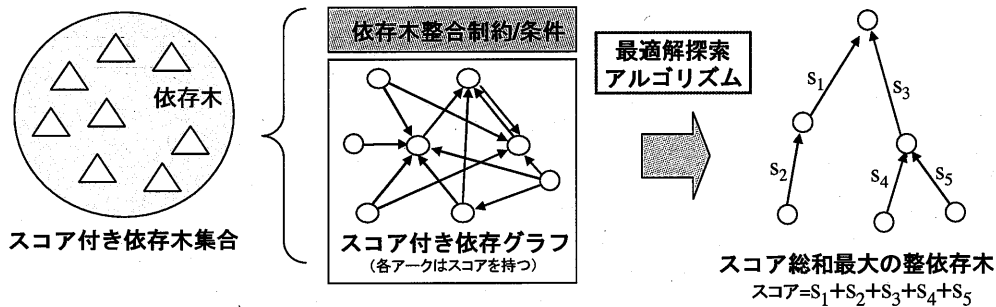 依存木
スコア付き依存木集合
依存木整合制約/条件
スコア付き依存グラフ
(各アークはスコアを持つ)
最適解探索
アルゴリズム
s1
s3
s2
s4
s5
スコア総和最大の整依存木
スコア=s1+s2+s3+s4+s5